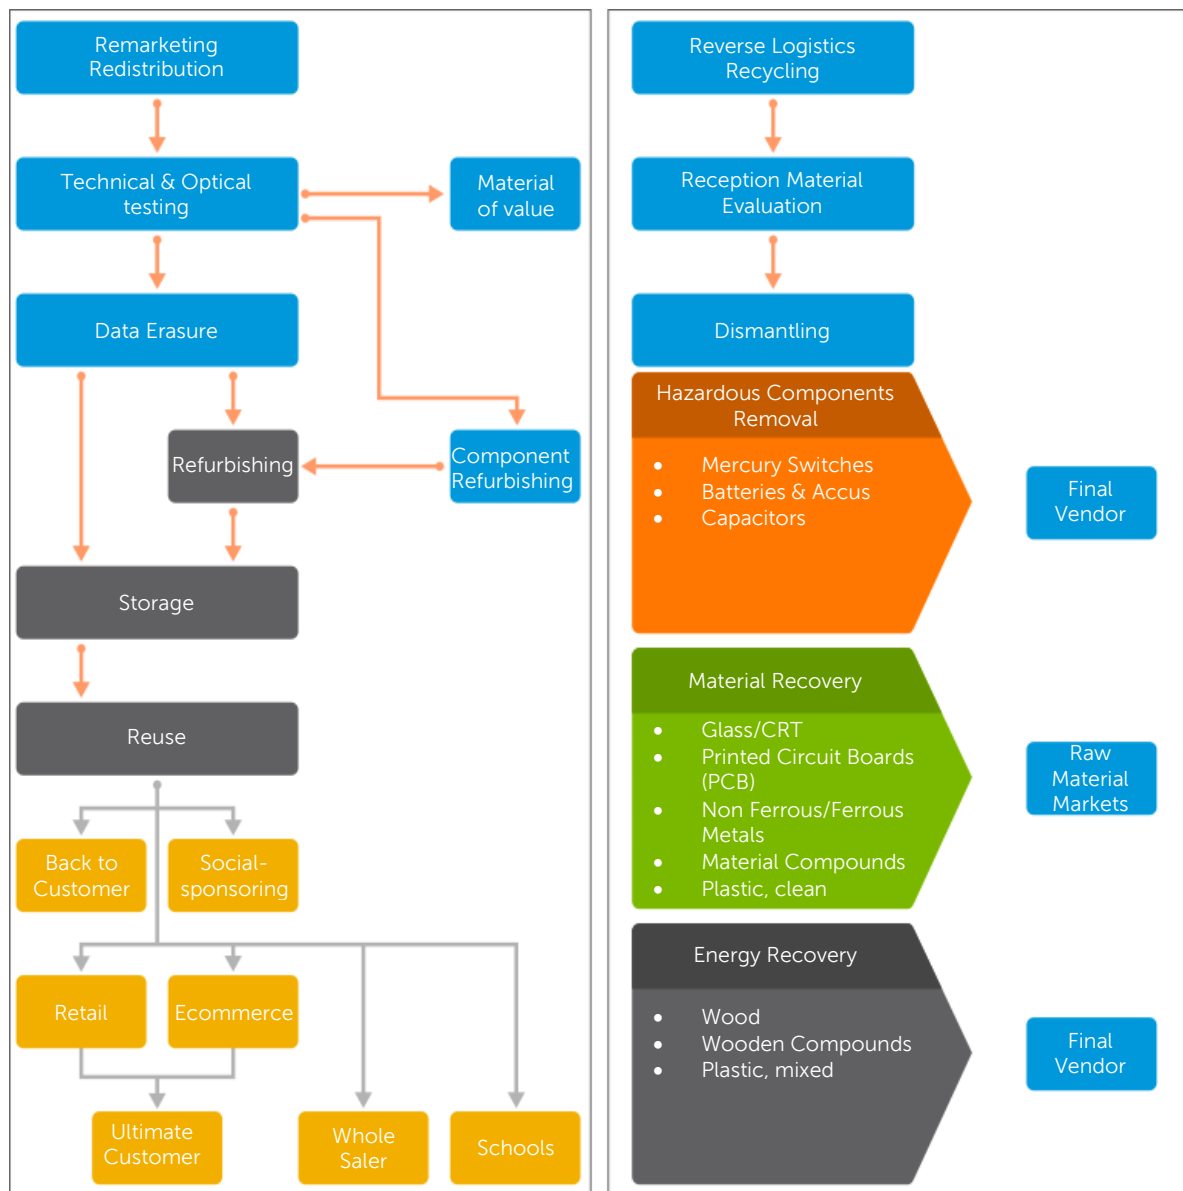 Remarketing
Redistribution
Technical & Optical
testing
Material
of value
Data Erasure
Refurbishing
Component
Refurbishing
Storage
Reuse
Back to
Customer
Social-
sponsoring
Retail
Ecommerce
Ultimate
Customer
Whole
Saler
Schools
Reverse Logistics
Recycling
Reception Material
Evaluation
Dismantling
Hazardous Components
Removal
• Mercury Switches
• Batteries & Accus
• Capacitors
Final
Vendor
Material Recovery
• Glass/CRT
• Printed Circuit Boards
(PCB)
• Non Ferrous/Ferrous
Metals
• Material Compounds
• Plastic, clean
Raw
Material
Markets
Energy Recovery
• Wood
• Wooden Compounds
• Plastic, mixed
Final
Vendor